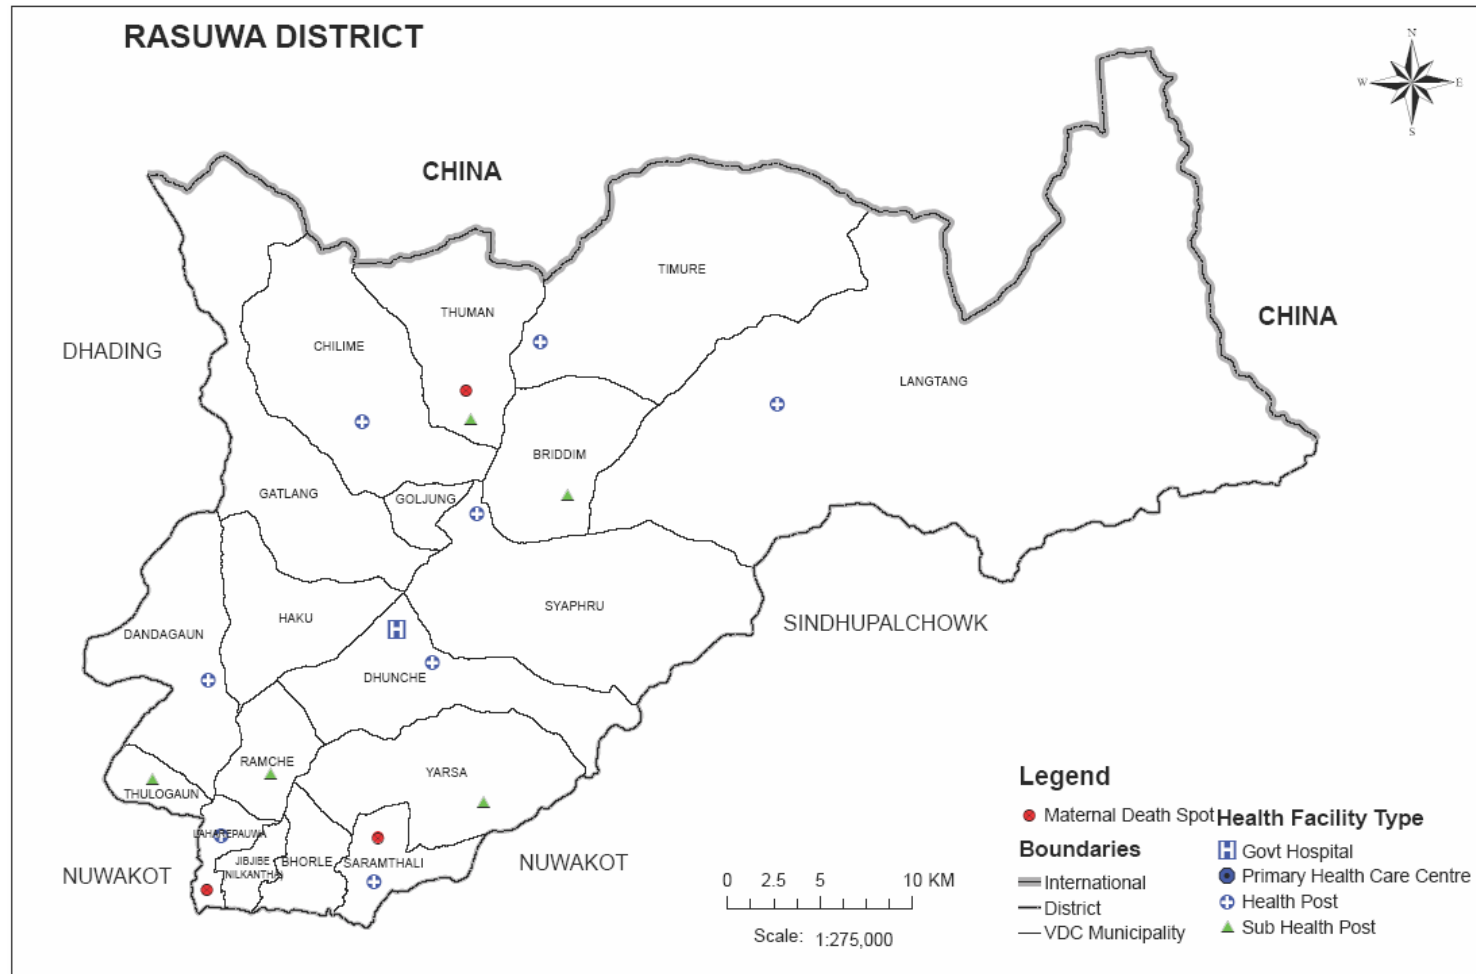 RASUWA DISTRICT
N
W E
S
CHINA
TIMURE
THUMAN
CHINA
CHILIME
DHADING
LANGTANG
BRIDDIM
GATLANG
GOLJUNG
SYAPHRU
HAKU
SINDHUPALCHOWK
DANDAGAUN
DHUNCHE
RAMCHE
YARSA
THULOGAUN
LAHAREPAUWA
JIBJIBE
(NILKANTHA)
BHORLE
SARAMTHALI
NUWAKOT
NUWAKOT
0 2.5 5 10 KM
Scale: 1:275,000
Legend
Maternal Death Spot
Boundaries
International
District
VDC Municipality
Health Facility Type
H Govt Hospital
Primary Health Care Centre
Health Post
Sub Health Post
H